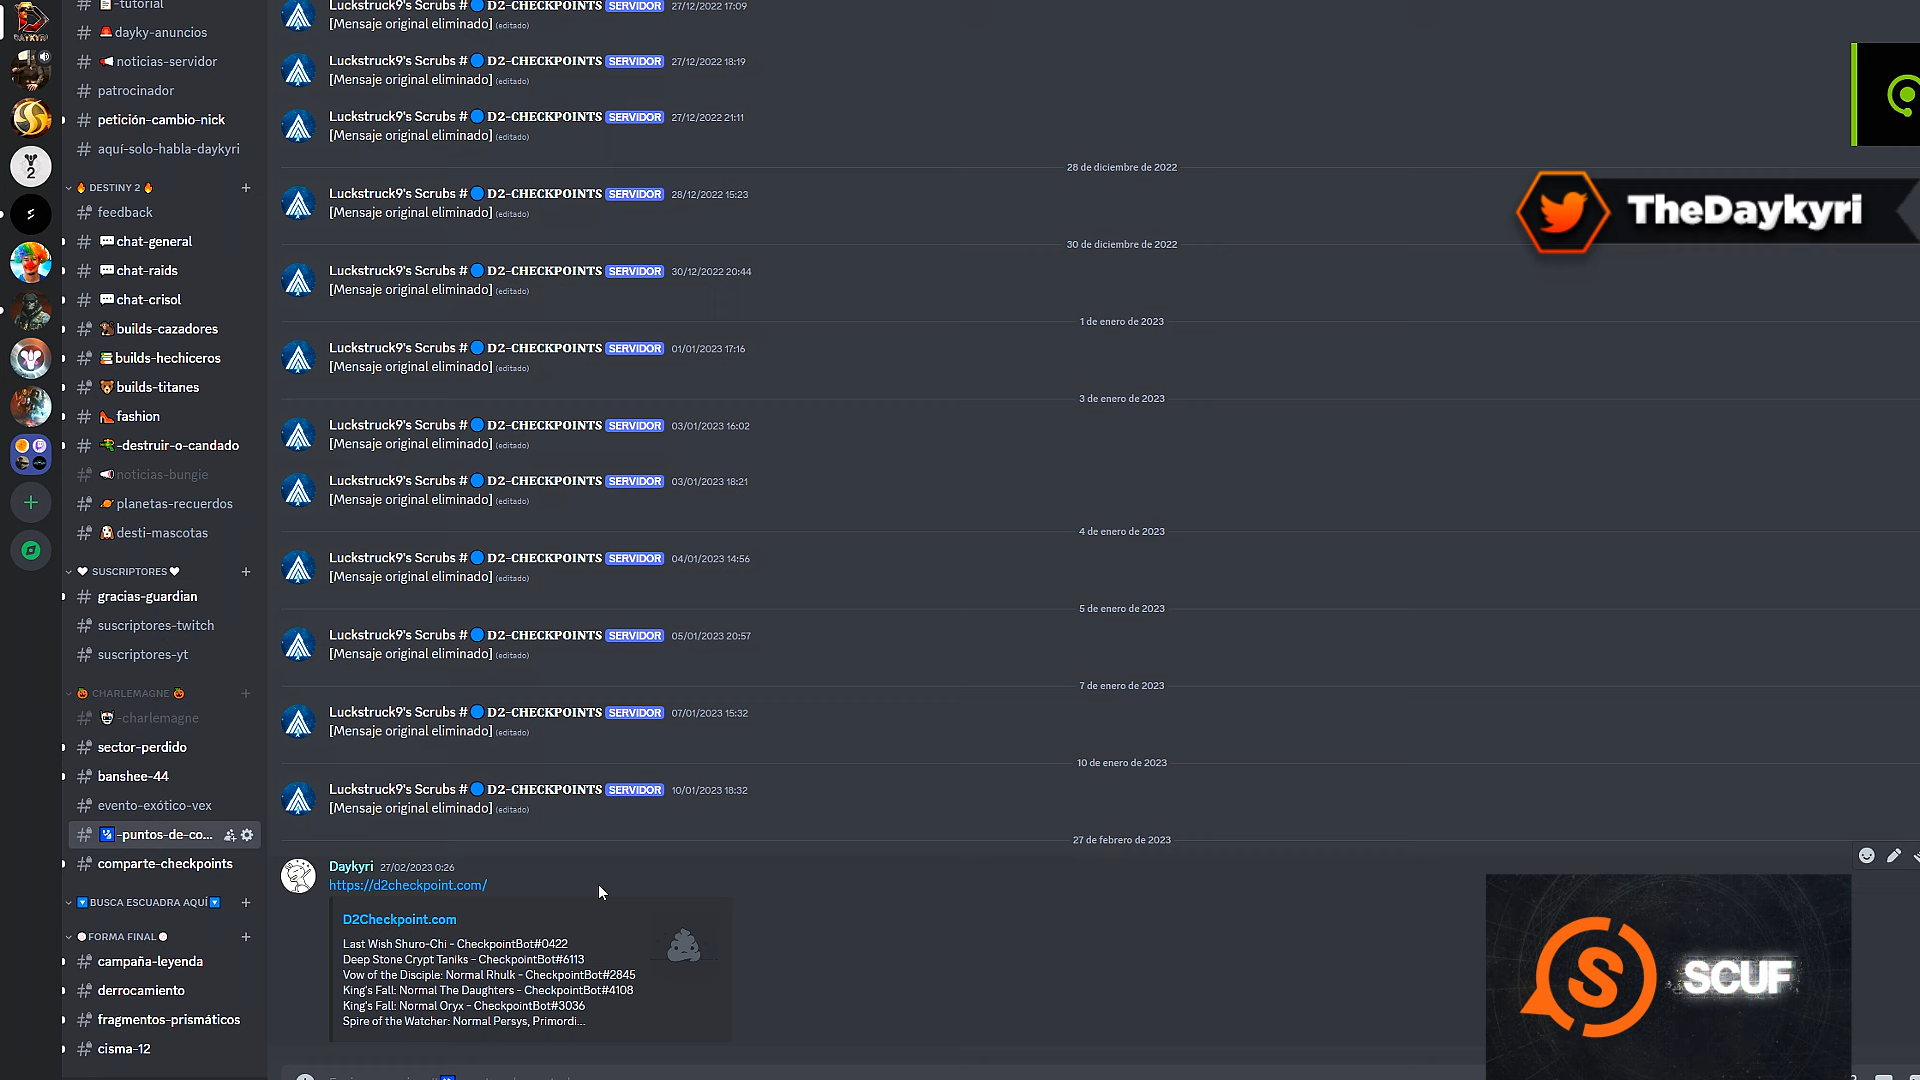 -tutorial
dayky-anuncios
noticias-servidor
patrocinador
petición-cambio-nick
aquí-solo-habla-daykyri
DESTINY 2
feedback
chat-general
chat-raids
chat-crisol
builds-cazadores
builds-hechiceros
builds-titanes
fashion
-destruir-o-candado
noticias-bungie
planetas-recuerdos
desti-mascotas
SUSCRIPTORES
gracias-guardian
suscriptores-twitch
suscriptores-yt
CHARLEMAGNE
-charlemagne
sector-perdido
banshee-44
evento-exótico-vex
-puntos-de-co...
comparte-checkpoints
BUSCA ESCUADRA AQUÍ
FORMA FINAL
campaña-leyenda
derrocamiento
fragmentos-prismáticos
cisma-12
Luckstruck9's Scrubs # D2-CHECKPOINTS SERVIDOR 27/12/2022 17:09
[Mensaje original eliminado] (editado)
Luckstruck9's Scrubs # D2-CHECKPOINTS SERVIDOR 27/12/2022 18:19
[Mensaje original eliminado] (editado)
Luckstruck9's Scrubs # D2-CHECKPOINTS SERVIDOR 27/12/2022 21:11
[Mensaje original eliminado] (editado)
28 de diciembre de 2022
Luckstruck9's Scrubs # D2-CHECKPOINTS SERVIDOR 28/12/2022 15:23
[Mensaje original eliminado] (editado)
30 de diciembre de 2022
Luckstruck9's Scrubs # D2-CHECKPOINTS SERVIDOR 30/12/2022 20:44
[Mensaje original eliminado] (editado)
1 de enero de 2023
Luckstruck9's Scrubs # D2-CHECKPOINTS SERVIDOR 01/01/2023 17:16
[Mensaje original eliminado] (editado)
3 de enero de 2023
Luckstruck9's Scrubs # D2-CHECKPOINTS SERVIDOR 03/01/2023 16:02
[Mensaje original eliminado] (editado)
Luckstruck9's Scrubs # D2-CHECKPOINTS SERVIDOR 03/01/2023 18:21
[Mensaje original eliminado] (editado)
4 de enero de 2023
Luckstruck9's Scrubs # D2-CHECKPOINTS SERVIDOR 04/01/2023 14:56
[Mensaje original eliminado] (editado)
5 de enero de 2023
Luckstruck9's Scrubs # D2-CHECKPOINTS SERVIDOR 05/01/2023 20:57
[Mensaje original eliminado] (editado)
7 de enero de 2023
Luckstruck9's Scrubs # D2-CHECKPOINTS SERVIDOR 07/01/2023 15:32
[Mensaje original eliminado] (editado)
10 de enero de 2023
Luckstruck9's Scrubs # D2-CHECKPOINTS SERVIDOR 10/01/2023 18:32
[Mensaje original eliminado] (editado)
27 de febrero de 2023
Daykyri 27/02/2023 0:26
https://d2checkpoint.com/
D2Checkpoint.com
Last Wish Shuro-Chi - CheckpointBot#0422
Deep Stone Crypt Taniks - CheckpointBot#6113
Vow of the Disciple: Normal Rhulk - CheckpointBot#2845
King's Fall: Normal The Daughters - CheckpointBot#4108
King's Fall: Normal Oryx - CheckpointBot#3036
Spire of the Watcher: Normal Persys, Primordi...
TheDaykyri
SCUF